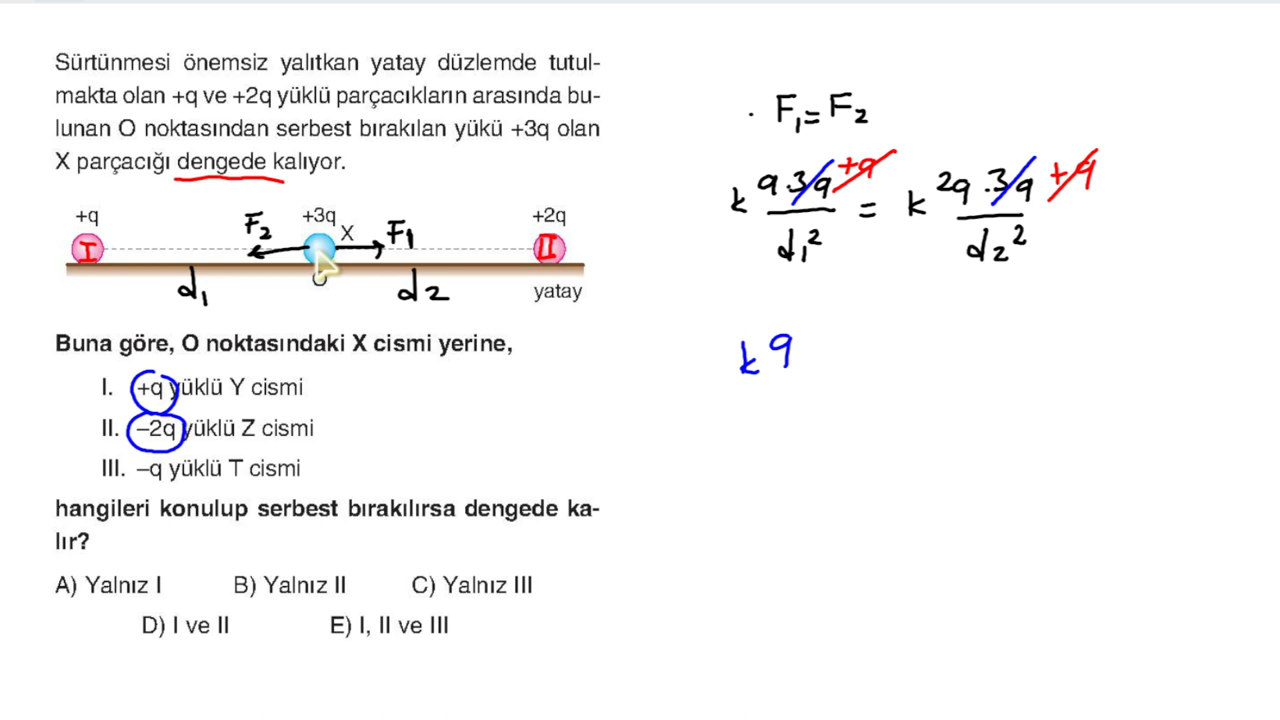 Sürtünmesi önemsiz yalıtkan yatay düzlemde tutul-
makta olan +q ve +2q yüklü parçacıkların arasında bu-
lunan O noktasından serbest bırakılan yükü +3q olan
X parçacığı dengede kalıyor.
+q F₂ +3q X F₁ +2q
I II
O
d₁ d₂ yatay
Buna göre, O noktasındaki X cismi yerine,
I. +q yüklü Y cismi
II. –2q yüklü Z cismi
III. –q yüklü T cismi
hangileri konulup serbest bırakılırsa dengede ka-
lır?
A) Yalnız I B) Yalnız II C) Yalnız III
D) I ve II E) I, II ve III
. F₁=F₂
k q.3q +q / d₁² = k 2q.3q +q / d₂²
k q